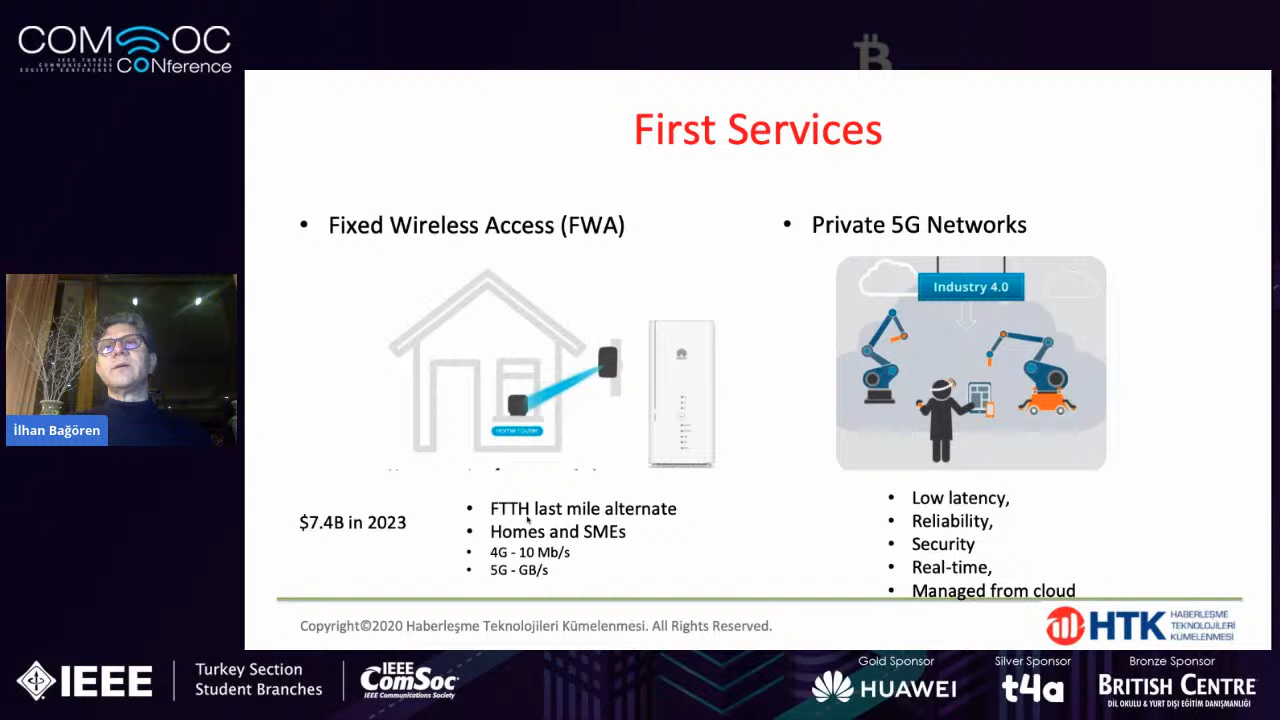 COMSOC
IEEE TURKEY
COMMUNICATIONS
SOCIETY CONFERENCE
CONference
First Services
• Fixed Wireless Access (FWA)
• Private 5G Networks
Industry 4.0
Home router
İlhan Bağören
$7.4B in 2023
• FTTH last mile alternate
• Homes and SMEs
• 4G - 10 Mb/s
• 5G - GB/s
• Low latency,
• Reliability,
• Security
• Real-time,
• Managed from cloud
Copyright©2020 Haberleşme Teknolojileri Kümelenmesi. All Rights Reserved.
HTK
HABERLEŞME
TEKNOLOJİLERİ
KÜMELENMESİ
IEEE
Turkey Section
Student Branches
IEEE
ComSoc
IEEE Communications Society
Gold Sponsor
HUAWEI
Silver Sponsor
t4a
Bronze Sponsor
BRITISH CENTRE
DİL OKULU & YURT DIŞI EĞİTİM DANIŞMANLIĞI